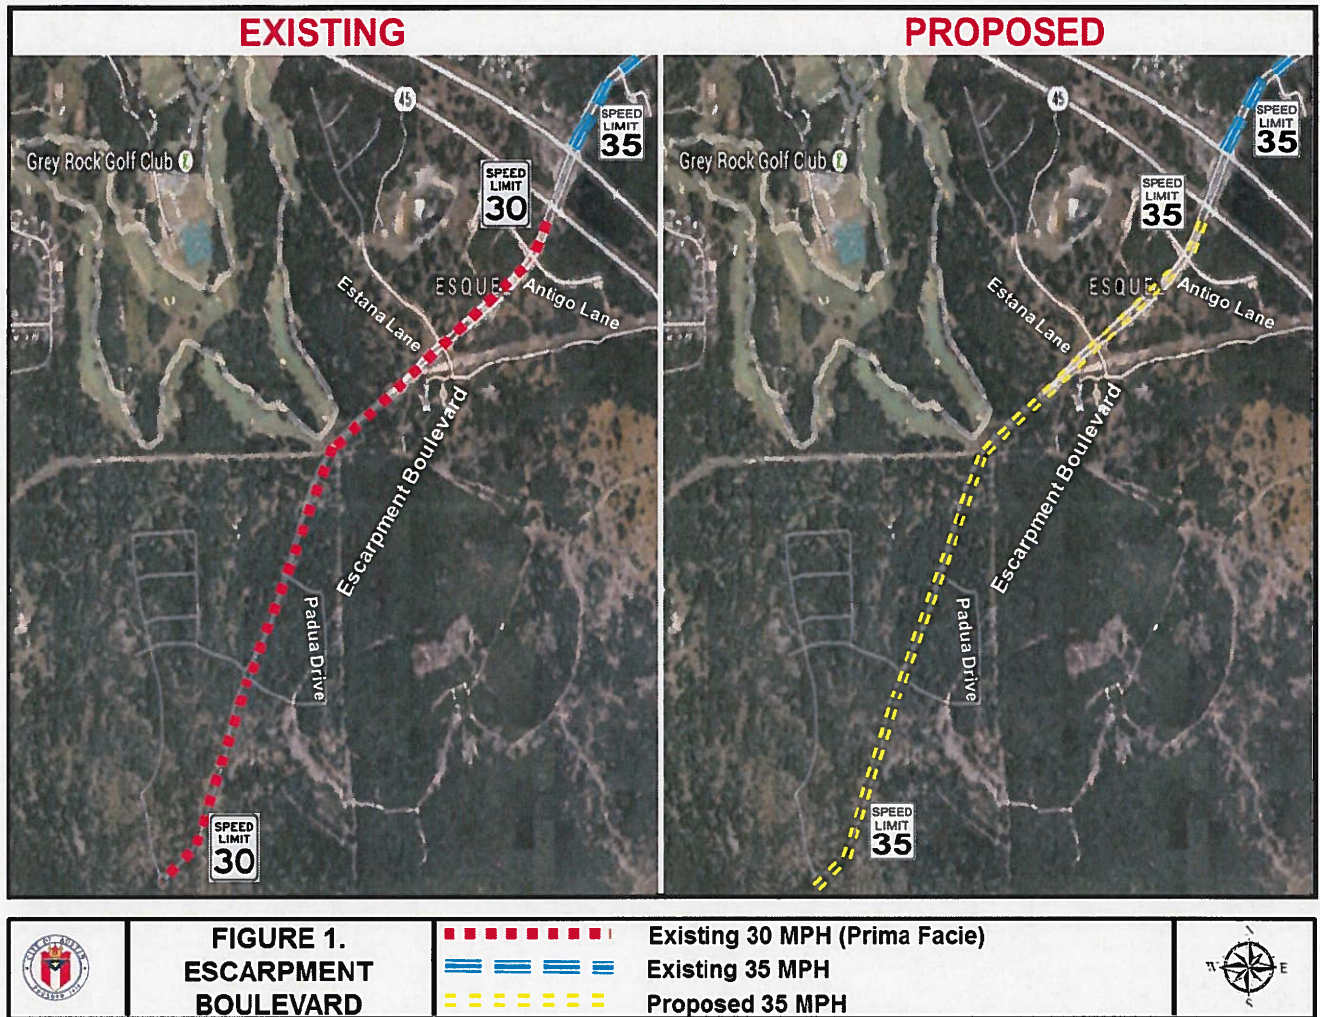 EXISTING
PROPOSED
45
SPEED
LIMIT
35
Grey Rock Golf Club
SPEED
LIMIT
30
ESQUE
Antigo Lane
Estana Lane
Escarpment Boulevard
Padua Drive
SPEED
LIMIT
30
45
SPEED
LIMIT
35
Grey Rock Golf Club
SPEED
LIMIT
35
ESQUE
Antigo Lane
Estana Lane
Escarpment Boulevard
Padua Drive
SPEED
LIMIT
35
CITY OF AUSTIN
FIGURE 1.
ESCARPMENT
BOULEVARD
Existing 30 MPH (Prima Facie)
Existing 35 MPH
Proposed 35 MPH
N
W
E
S